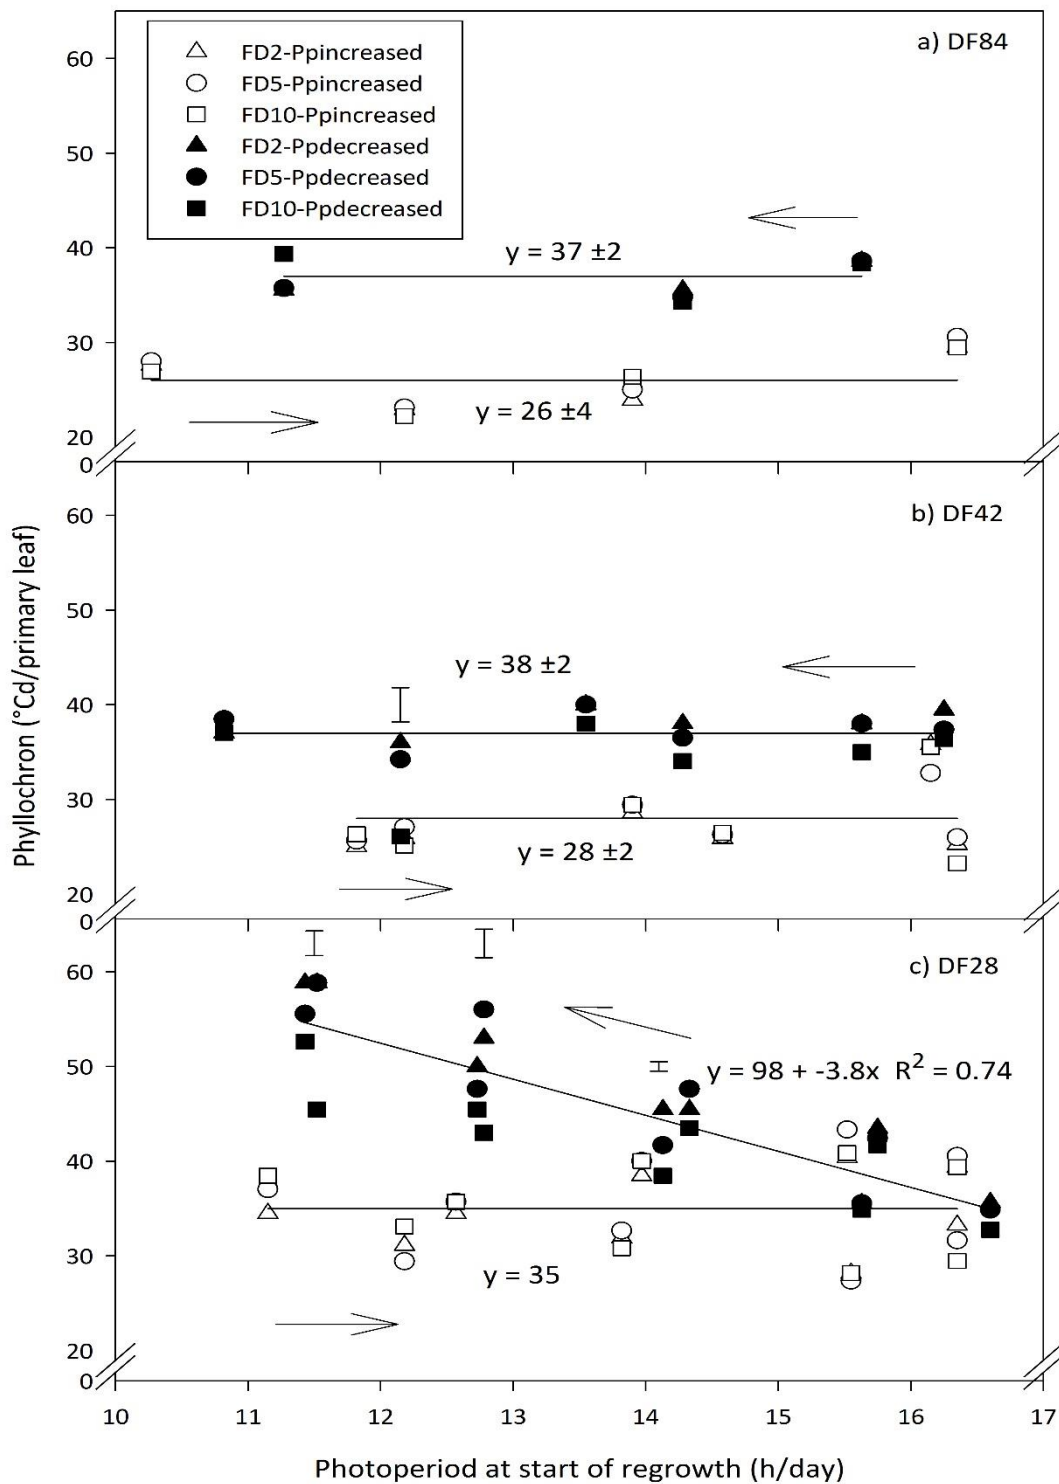 a) DF84
FD2-Ppincreased
FD5-Ppincreased
FD10-Ppincreased
FD2-Ppdecreased
FD5-Ppdecreased
FD10-Ppdecreased
60
50
40
30
20
0
y = 37 ±2
y = 26 ±4
b) DF42
60
50
40
30
20
0
y = 38 ±2
y = 28 ±2
c) DF28
60
50
40
30
20
0
y = 98 + -3.8x R² = 0.74
y = 35
Phyllochron (°Cd/primary leaf)
10 11 12 13 14 15 16 17
Photoperiod at start of regrowth (h/day)